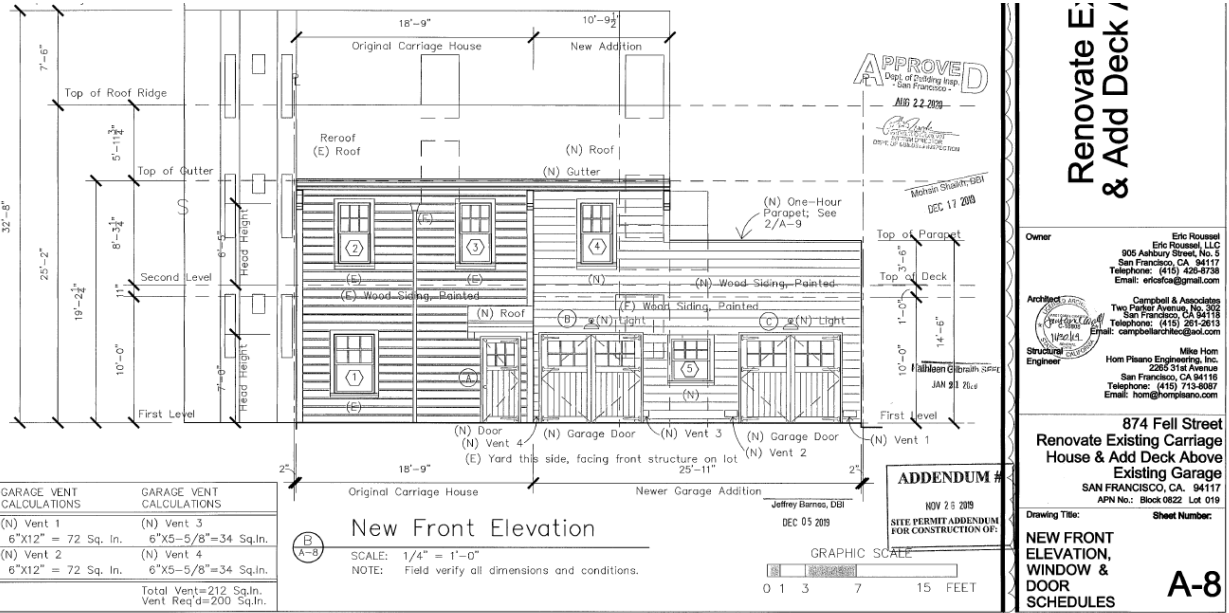 18'-9"
10'-9½"
Original Carriage House
New Addition
7'-6"
Top of Roof Ridge
5'-11¾"
Reroof
(E) Roof
(N) Roof
Top of Gutter
(N) Gutter
S
(E)
(N) One-Hour
Parapet; See
2/A-9
Top of Parapet
32'-8"
25'-2"
19'-2½"
8'-3¼"
6'-5"
Head Height
2
3
4
3'-6"
Second Level
(E)
(E)
(N)
Top of Deck
11"
(E) Wood Siding, Painted
(N) Wood Siding, Painted
(F) Wood Siding, Painted
1'-0"
(N) Roof
B
(N) Light
C
(N) Light
14'-6"
10'-0"
7'-0"
Head Height
1
A
5
10'-0"
(E)
(N)
First Level
First Level
(N) Door
(N) Vent 4
(N) Garage Door
(N) Vent 3
(N) Vent 2
(N) Garage Door
(N) Vent 1
(E) Yard this side, facing front structure on lot
2"
18'-9"
25'-11"
2"
Original Carriage House
Newer Garage Addition
GARAGE VENT
CALCULATIONS
GARAGE VENT
CALCULATIONS
(N) Vent 1
6"X12" = 72 Sq. In.
(N) Vent 3
6"X5-5/8"=34 Sq.In.
(N) Vent 2
6"X12" = 72 Sq. In.
(N) Vent 4
6"X5-5/8"=34 Sq.In.
Total Vent=212 Sq.In.
Vent Req'd=200 Sq.In.
B
A-8
New Front Elevation
SCALE: 1/4" = 1'-0"
NOTE: Field verify all dimensions and conditions.
GRAPHIC SCALE
0 1 3 7 15 FEET
APPROVED
Dept. of Building Insp.
San Francisco
Mohsin Shaikh, DBI
DEC 17 2019
JAN 21
Jeffrey Barnes, DBI
DEC 05 2019
ADDENDUM #
NOV 26 2019
SITE PERMIT ADDENDUM
FOR CONSTRUCTION OF:
Renovate E
& Add Deck
Owner
Eric Roussel
Eric Roussel, LLC
905 Ashbury Street, No. 5
San Francisco, CA 94117
Telephone: (415) 426-8738
Email: ericsfca@gmail.com
Architect
Campbell & Associates
Two Parker Avenue, No. 302
San Francisco, CA 94118
Telephone: (415) 261-2613
Email: campbellarchitec@aol.com
Structural
Engineer
Mike Hom
Hom Pisano Engineering, Inc.
2265 31st Avenue
San Francisco, CA 94116
Telephone: (415) 713-8087
Email: hom@hompisano.com
874 Fell Street
Renovate Existing Carriage
House & Add Deck Above
Existing Garage
SAN FRANCISCO, CA. 94117
APN No.: Block 0822 Lot 019
Drawing Title:
Sheet Number:
NEW FRONT
ELEVATION,
WINDOW &
DOOR
SCHEDULES
A-8